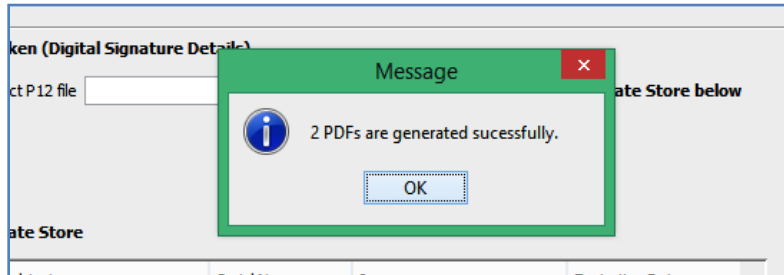 ken (Digital Signature Details)
Message
ct P12 file
ate Store below
2 PDFs are generated sucessfully.
OK
ate Store